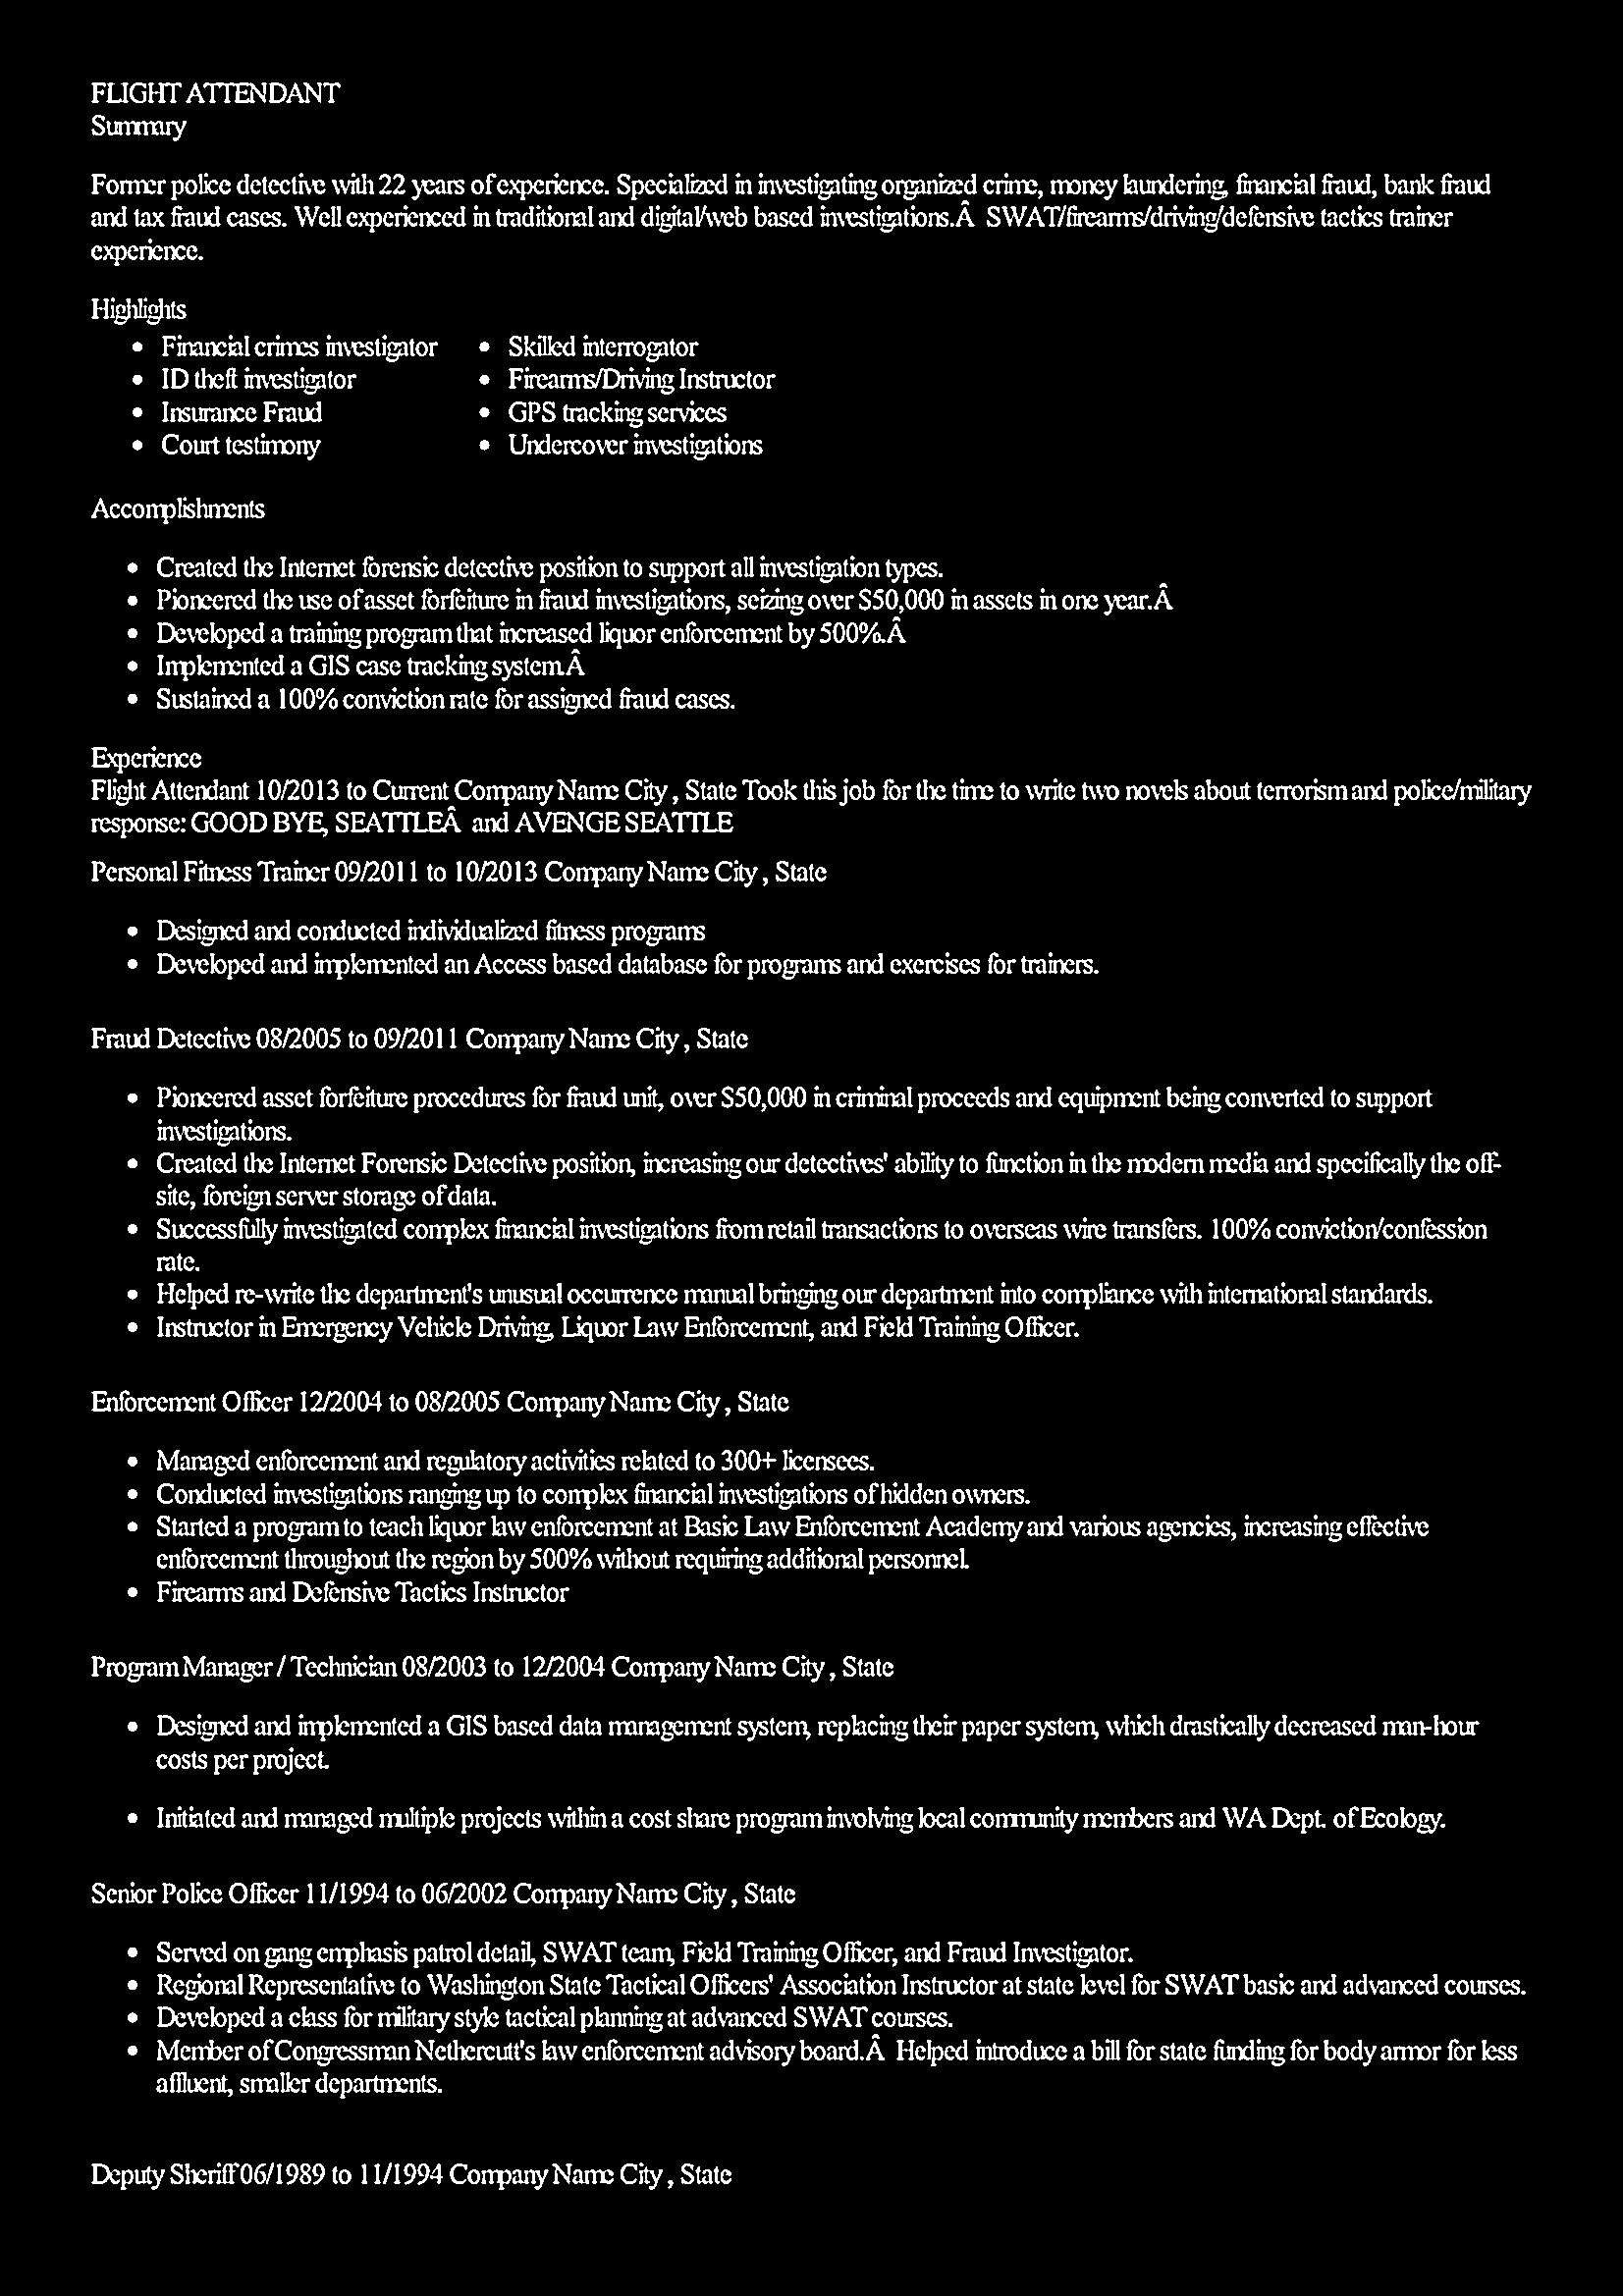 FLIGHT ATTENDANT
Summary
Former police detective with 22 years of experience. Specialized in investigating organized crime, money laundering, financial fraud, bank fraud
and tax fraud cases. Well experienced in traditional and digital/web based investigations.Â  SWAT/firearms/driving/defensive tactics trainer
experience.
Highlights
• Financial crimes investigator
• ID theft investigator
• Insurance Fraud
• Court testimony
• Skilled interrogator
• Firearms/Driving Instructor
• GPS tracking services
• Undercover investigations
Accomplishments
• Created the Internet forensic detective position to support all investigation types.
• Pioneered the use of asset forfeiture in fraud investigations, seizing over $50,000 in assets in one year.Â
• Developed a training program that increased liquor enforcement by 500%.Â
• Implemented a GIS case tracking system.Â
• Sustained a 100% conviction rate for assigned fraud cases.
Experience
Flight Attendant 10/2013 to Current Company Name City , State Took this job for the time to write two novels about terrorism and police/military
response: GOOD BYE, SEATTLEÂ  and AVENGE SEATTLE
Personal Fitness Trainer 09/2011 to 10/2013 Company Name City , State
• Designed and conducted individualized fitness programs
• Developed and implemented an Access based database for programs and exercises for trainers.
Fraud Detective 08/2005 to 09/2011 Company Name City , State
• Pioneered asset forfeiture procedures for fraud unit, over $50,000 in criminal proceeds and equipment being converted to support
investigations.
• Created the Internet Forensic Detective position, increasing our detectives' ability to function in the modern media and specifically the off-
site, foreign server storage of data.
• Successfully investigated complex financial investigations from retail transactions to overseas wire transfers. 100% conviction/confession
rate.
• Helped re-write the department's unusual occurrence manual bringing our department into compliance with international standards.
• Instructor in Emergency Vehicle Driving, Liquor Law Enforcement, and Field Training Officer.
Enforcement Officer 12/2004 to 08/2005 Company Name City , State
• Managed enforcement and regulatory activities related to 300+ licensees.
• Conducted investigations ranging up to complex financial investigations of hidden owners.
• Started a program to teach liquor law enforcement at Basic Law Enforcement Academy and various agencies, increasing effective
enforcement throughout the region by 500% without requiring additional personnel.
• Firearms and Defensive Tactics Instructor
Program Manager / Technician 08/2003 to 12/2004 Company Name City , State
• Designed and implemented a GIS based data management system, replacing their paper system, which drastically decreased man-hour
costs per project.
• Initiated and managed multiple projects within a cost share program involving local community members and WA Dept. of Ecology.
Senior Police Officer 11/1994 to 06/2002 Company Name City , State
• Served on gang emphasis patrol detail, SWAT team, Field Training Officer, and Fraud Investigator.
• Regional Representative to Washington State Tactical Officers' Association Instructor at state level for SWAT basic and advanced courses.
• Developed a class for military style tactical planning at advanced SWAT courses.
• Member of Congressman Nethercutt's law enforcement advisory board.Â  Helped introduce a bill for state funding for body armor for less
affluent, smaller departments.
Deputy Sheriff 06/1989 to 11/1994 Company Name City , State